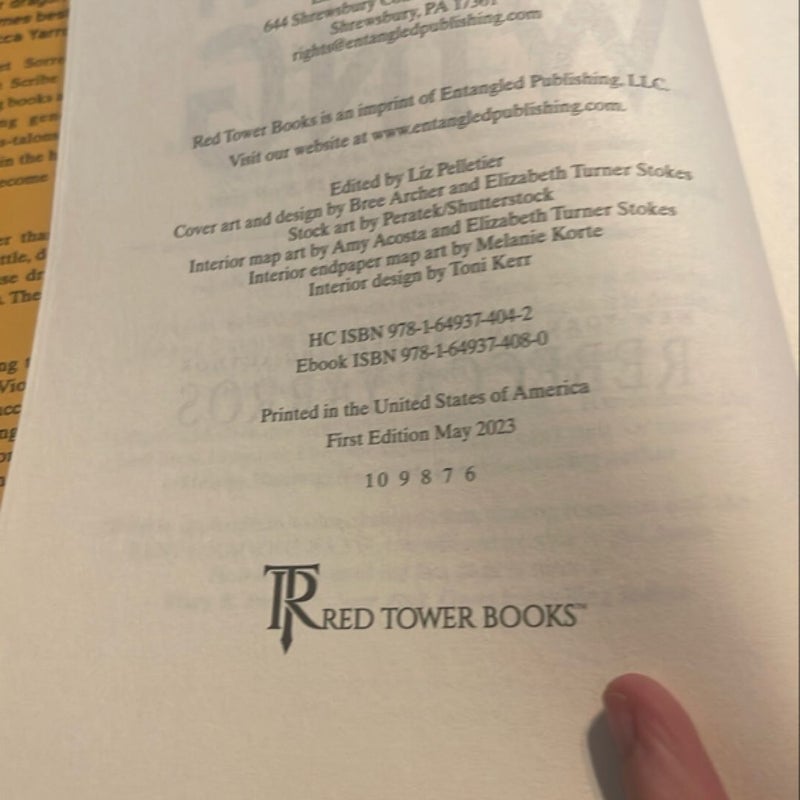 644 Shrewsbury
Shrewsbury, PA 17361
rights@entangledpublishing.com
Red Tower Books is an imprint of Entangled Publishing, LLC.
Visit our website at www.entangledpublishing.com.
Edited by Liz Pelletier
Cover art and design by Bree Archer and Elizabeth Turner Stokes
Stock art by Peratek/Shutterstock
Interior map art by Amy Acosta and Elizabeth Turner Stokes
Interior endpaper map art by Melanie Korte
Interior design by Toni Kerr
HC ISBN 978-1-64937-404-2
Ebook ISBN 978-1-64937-408-0
Printed in the United States of America
First Edition May 2023
10 9 8 7 6
RED TOWER BOOKS™